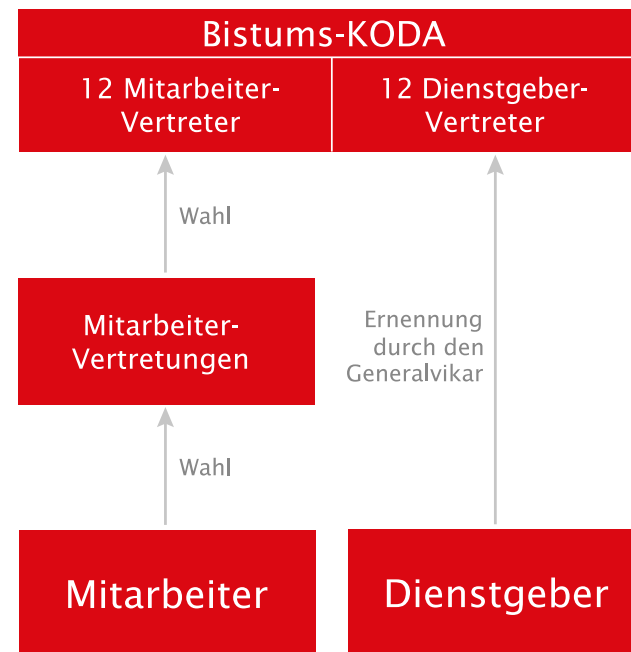 Bistums-KODA
12 Mitarbeiter-
Vertreter
12 Dienstgeber-
Vertreter
Wahl
Mitarbeiter-
Vertretungen
Ernennung
durch den
Generalvikar
Wahl
Mitarbeiter
Dienstgeber